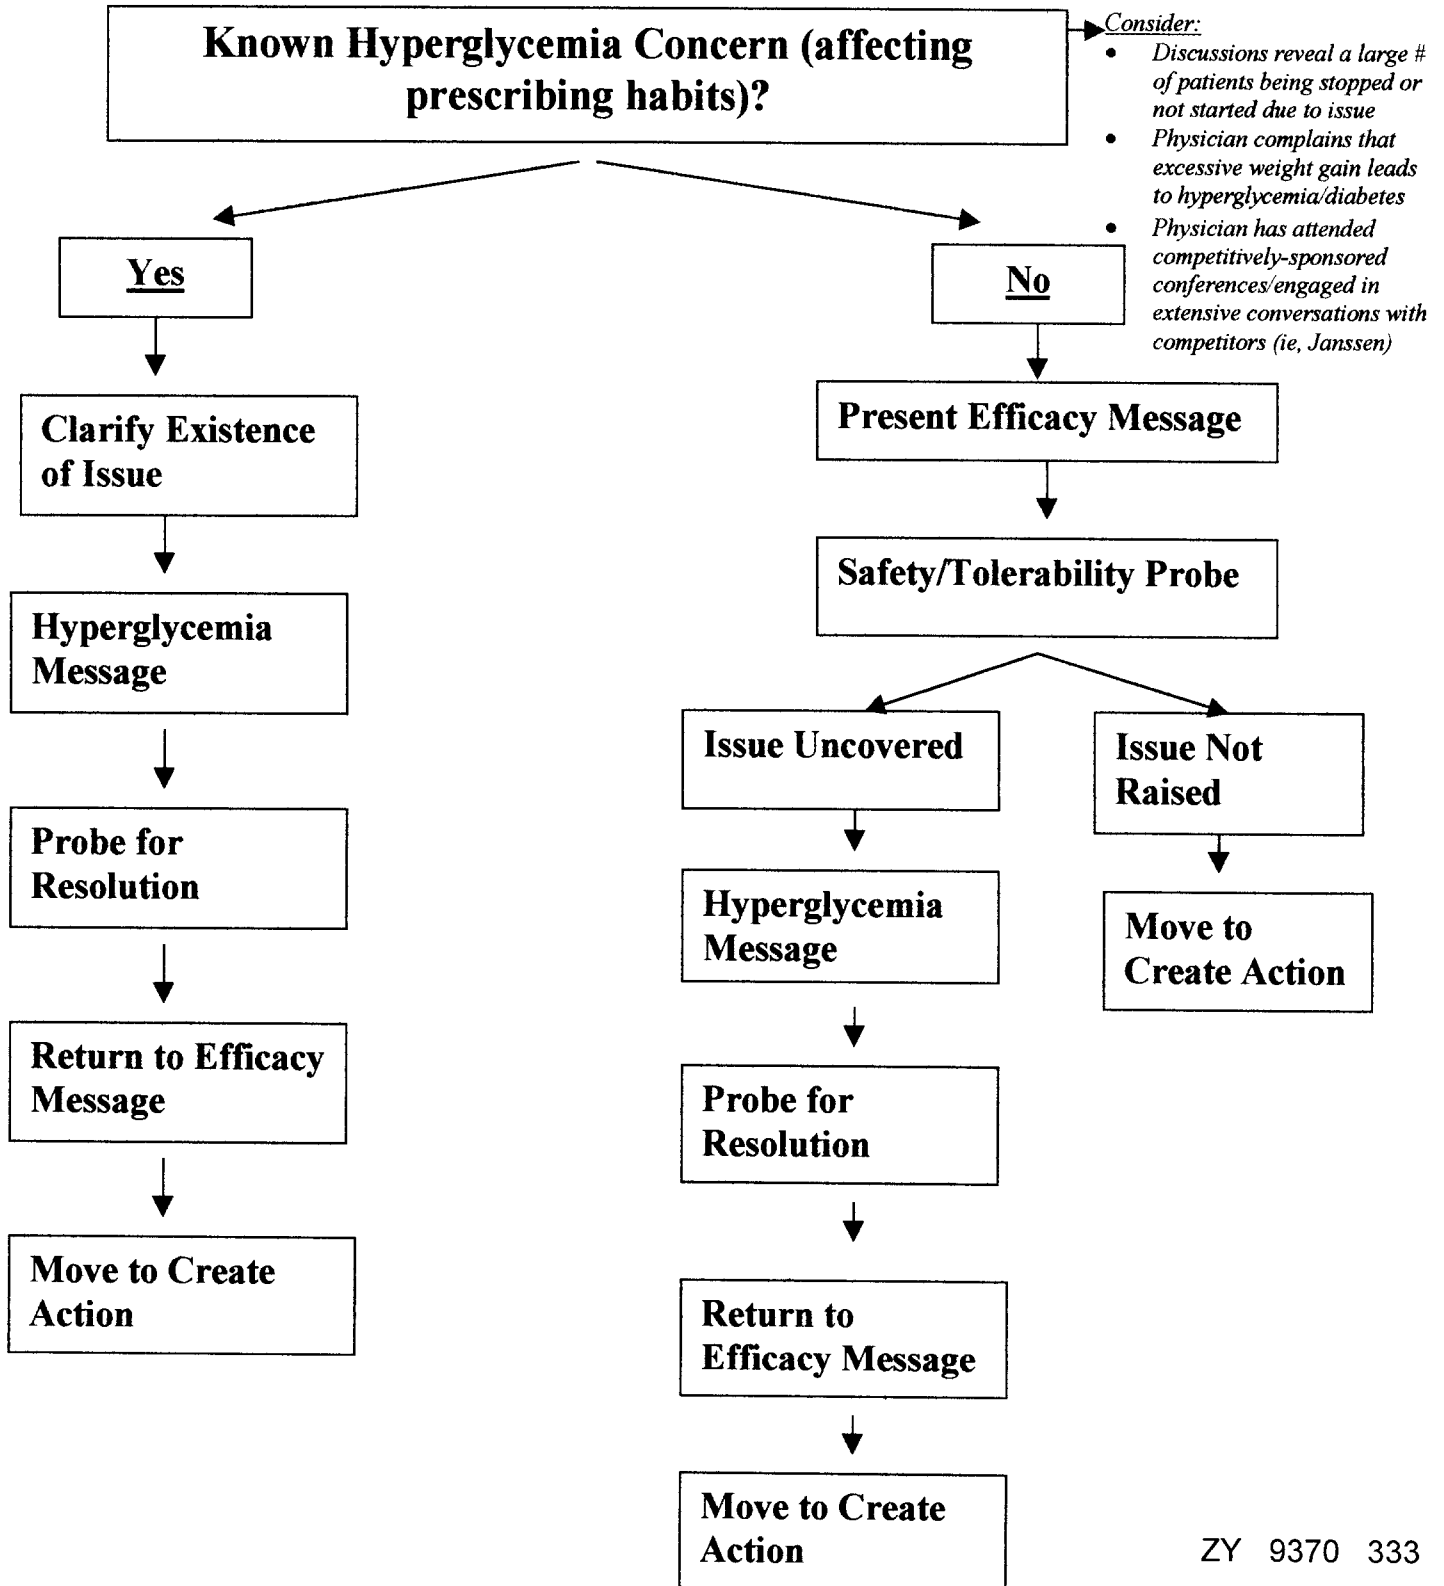 Known Hyperglycemia Concern (affecting
prescribing habits)?
Consider:
• Discussions reveal a large #
of patients being stopped or
not started due to issue
• Physician complains that
excessive weight gain leads
to hyperglycemia/diabetes
• Physician has attended
competitively-sponsored
conferences/engaged in
extensive conversations with
competitors (ie, Janssen)
Yes
Clarify Existence
of Issue
Hyperglycemia
Message
Probe for
Resolution
Return to Efficacy
Message
Move to Create
Action
No
Present Efficacy Message
Safety/Tolerability Probe
Issue Uncovered
Hyperglycemia
Message
Probe for
Resolution
Return to
Efficacy Message
Move to Create
Action
Issue Not
Raised
Move to
Create Action
ZY 9370 333